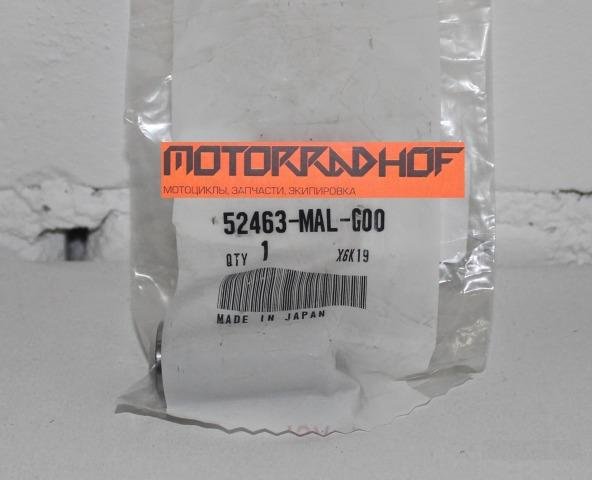 MOTORRADHOF
МОТОЦИКЛЫ, ЗАПЧАСТИ, ЭКИПИРОВКА
52463-MAL-G00
QTY 1 X6K19
MADE IN JAPAN